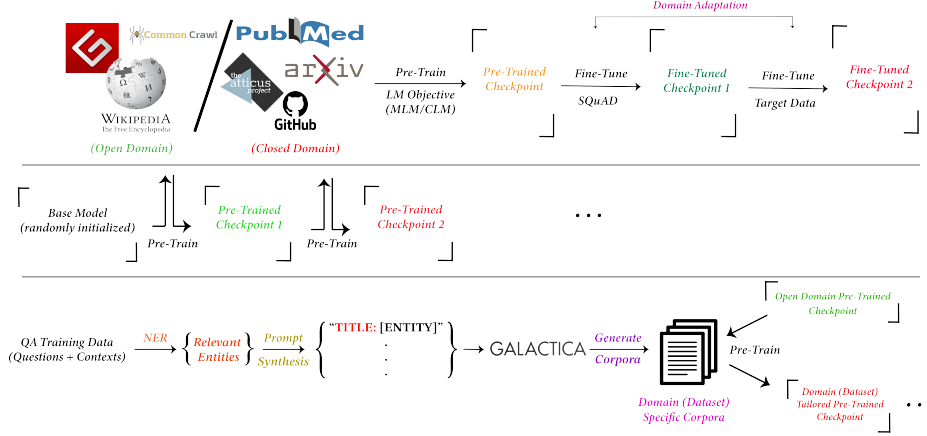 Domain Adaptation
Common Crawl
PubMed
arXiv
the
atticus
project
GitHub
WIKIPEDIA
The Free Encyclopedia
(Open Domain)
(Closed Domain)
Pre-Train
LM Objective
(MLM/CLM)
Pre-Trained
Checkpoint
Fine-Tune
SQuAD
Fine-Tuned
Checkpoint 1
Fine-Tune
Target Data
Fine-Tuned
Checkpoint 2
Base Model
(randomly initialized)
Pre-Train
Pre-Trained
Checkpoint 1
Pre-Train
Pre-Trained
Checkpoint 2
. . .
QA Training Data
(Questions + Contexts)
NER
Relevant
Entities
Prompt
Synthesis
“TITLE: [ENTITY]”
.
.
.
GALACTICA
Generate
Corpora
Domain (Dataset)
Specific Corpora
Open Domain Pre-Trained
Checkpoint
Pre-Train
Domain (Dataset)
Tailored Pre-Trained
Checkpoint
. .